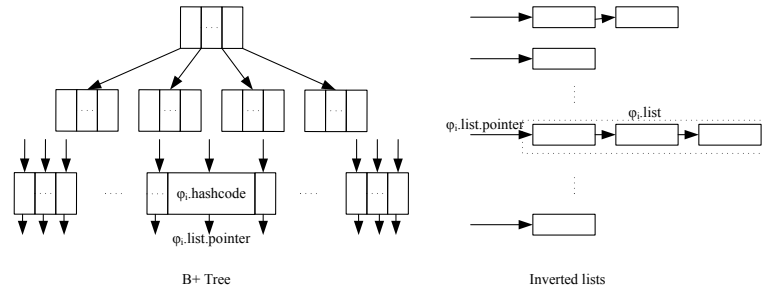 φi.hashcode
φi.list.pointer
B+ Tree
φi.list
φi.list.pointer
Inverted lists